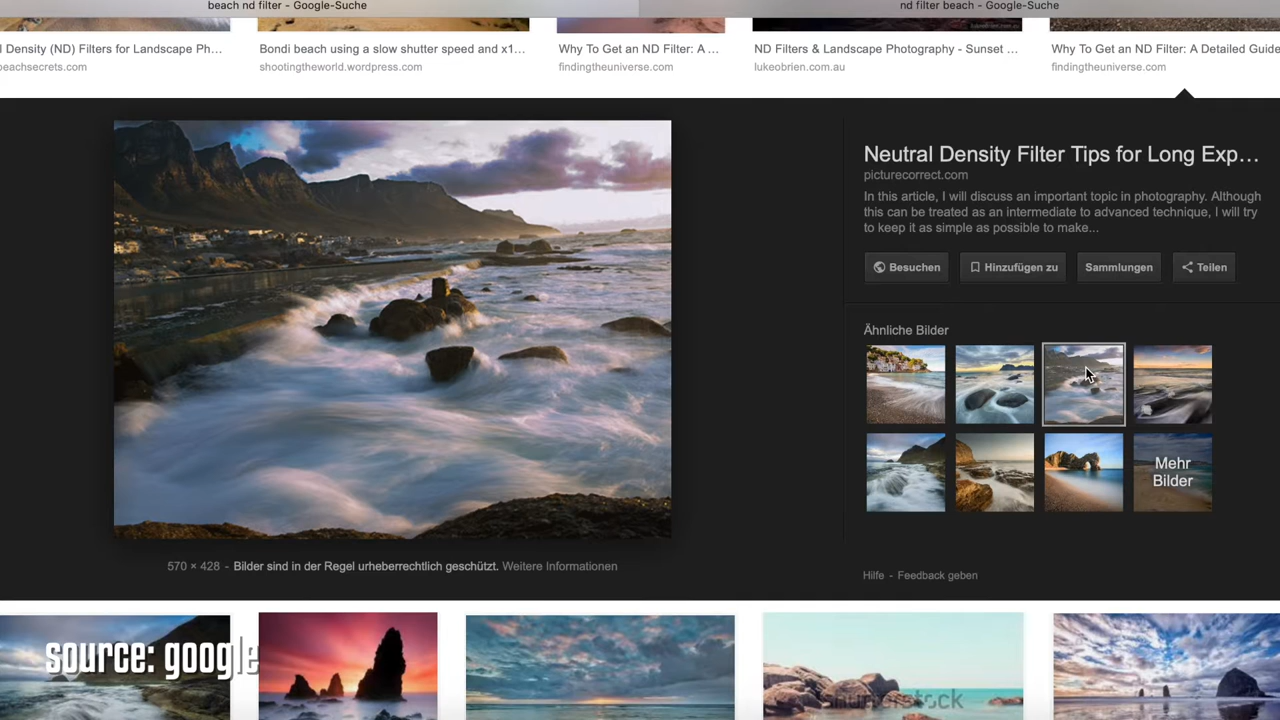 beach nd filter - Google-Suche
nd filter beach - Google-Suche
l Density (ND) Filters for Landscape Ph...
Bondi beach using a slow shutter speed and x1...
Why To Get an ND Filter: A ...
ND Filters & Landscape Photography - Sunset ...
Why To Get an ND Filter: A Detailed Guide
eachsecrets.com
shootingtheworld.wordpress.com
findingtheuniverse.com
lukeobrien.com.au
findingtheuniverse.com
Neutral Density Filter Tips for Long Exp...
picturecorrect.com
In this article, I will discuss an important topic in photography. Although
this can be treated as an intermediate to advanced technique, I will try
to keep it as simple as possible to make...
Besuchen
Hinzufügen zu
Sammlungen
Teilen
Ähnliche Bilder
Mehr
Bilder
570 × 428 - Bilder sind in der Regel urheberrechtlich geschützt. Weitere Informationen
Hilfe - Feedback geben
source: google
shutterstock